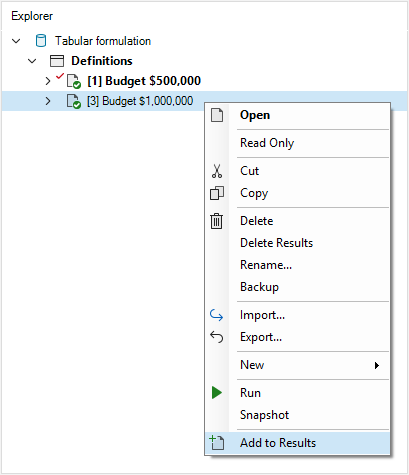 Explorer
Tabular formulation
Definitions
[1] Budget $500,000
[3] Budget $1,000,000
Open
Read Only
Cut
Copy
Delete
Delete Results
Rename...
Backup
Import...
Export...
New
Run
Snapshot
Add to Results